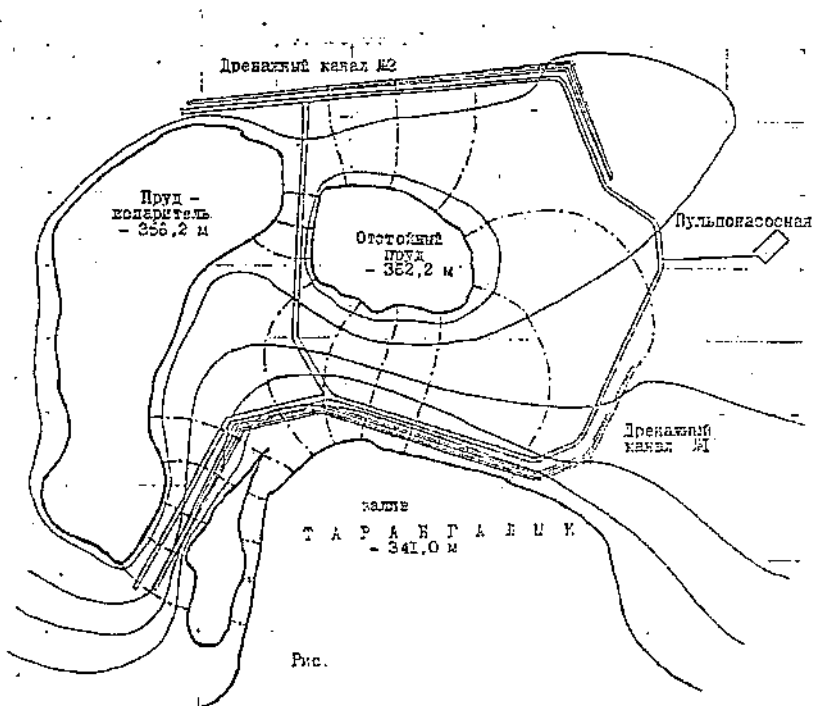 Дренажный канал №2
Пруд -
испаритель
- 356,2 м
Отстойный
пруд
- 352,2 м
Пульпонасосная
Дренажный
канал №1
залив
- 341,0 м
Рис.